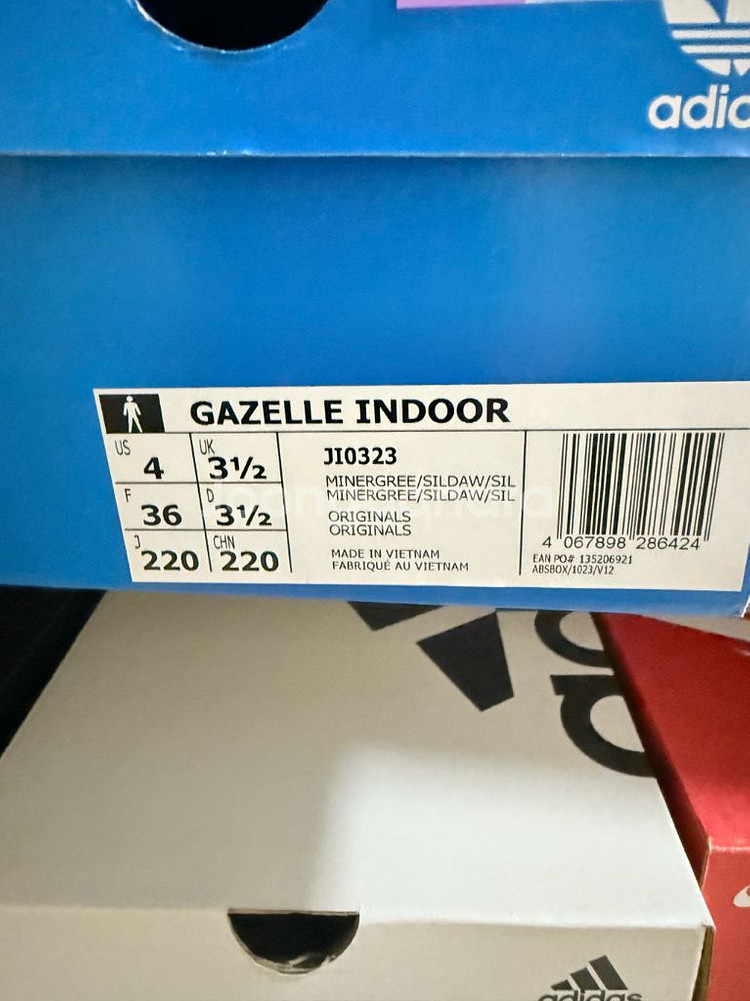 adid
GAZELLE INDOOR
US 4 UK 3½
F 36 D 3½
J 220 CHN 220
JI0323
MINERGREE/SILDAW/SIL
MINERGREE/SILDAW/SIL
ORIGINALS
ORIGINALS
MADE IN VIETNAM
FABRIQUÉ AU VIETNAM
4 067898 286424
EAN PO# 135206921
ABSBOX/1023/V12
adidas